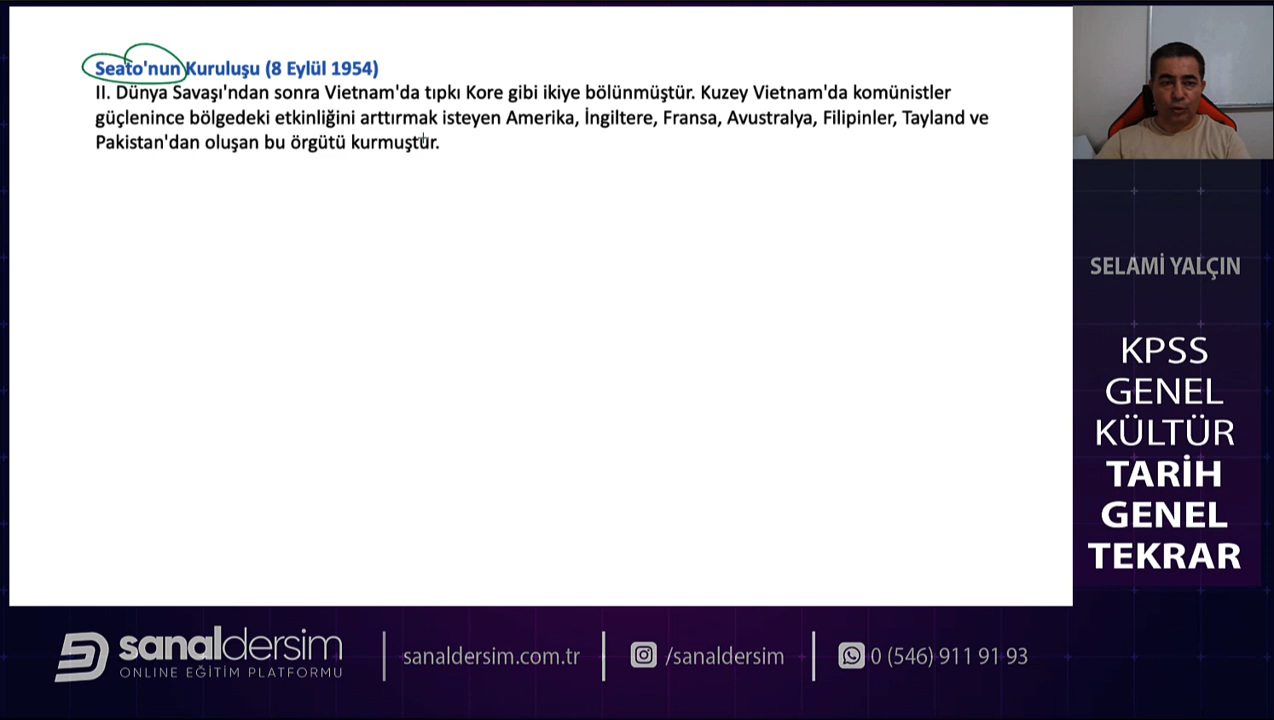 Seato'nun Kuruluşu (8 Eylül 1954)
II. Dünya Savaşı'ndan sonra Vietnam'da tıpkı Kore gibi ikiye bölünmüştür. Kuzey Vietnam'da komünistler
güçlenince bölgedeki etkinliğini arttırmak isteyen Amerika, İngiltere, Fransa, Avustralya, Filipinler, Tayland ve
Pakistan'dan oluşan bu örgütü kurmuştur.
SELAMİ YALÇIN
KPSS
GENEL
KÜLTÜR
TARİH
GENEL
TEKRAR
sanaldersim
ONLINE EĞİTİM PLATFORMU
sanaldersim.com.tr
/sanaldersim
0 (546) 911 91 93